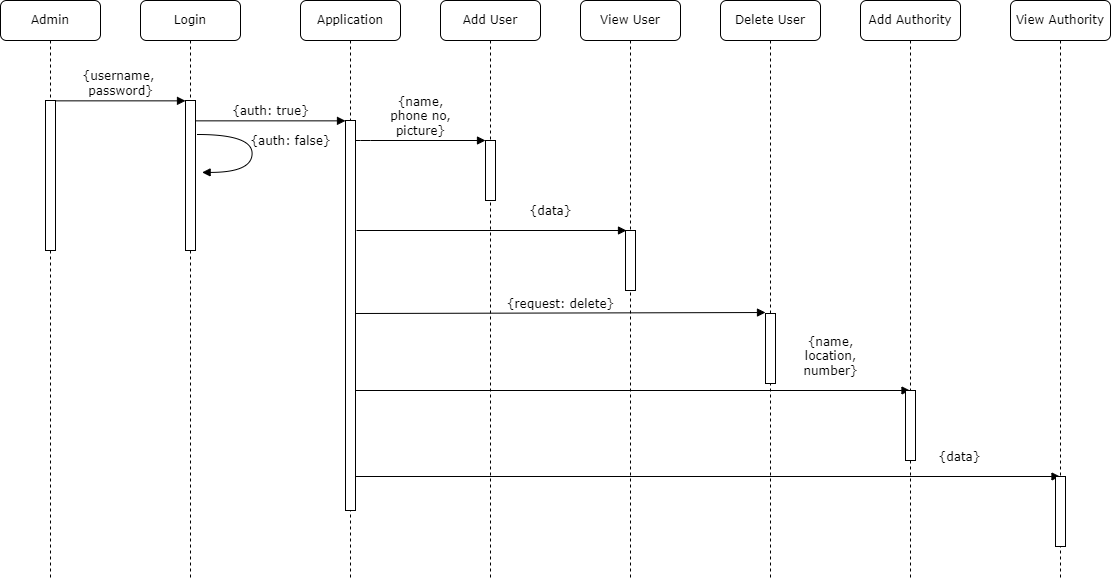 Admin
Login
Application
Add User
View User
Delete User
Add Authority
View Authority
{username,
password}
{auth: true}
{auth: false}
{name,
phone no,
picture}
{data}
{request: delete}
{name,
location,
number}
{data}